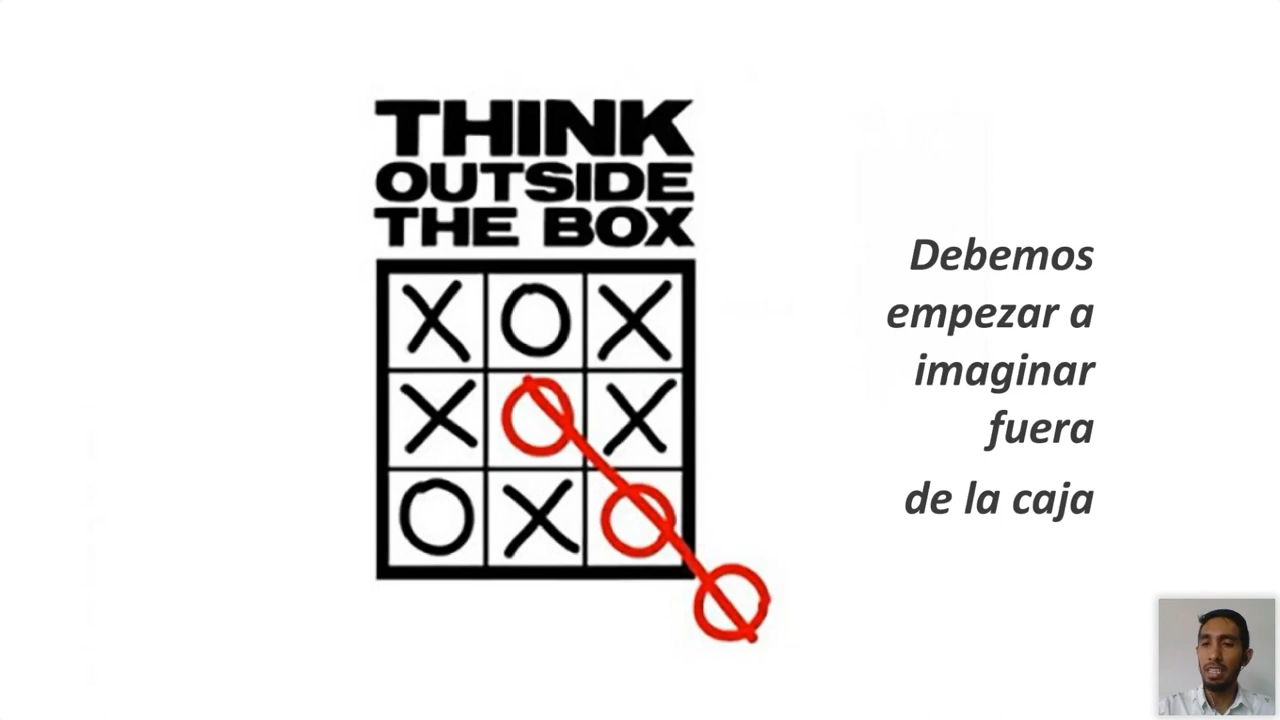 THINK
OUTSIDE
THE BOX
X O X
X O X
O X O
O
Debemos
empezar a
imaginar
fuera
de la caja